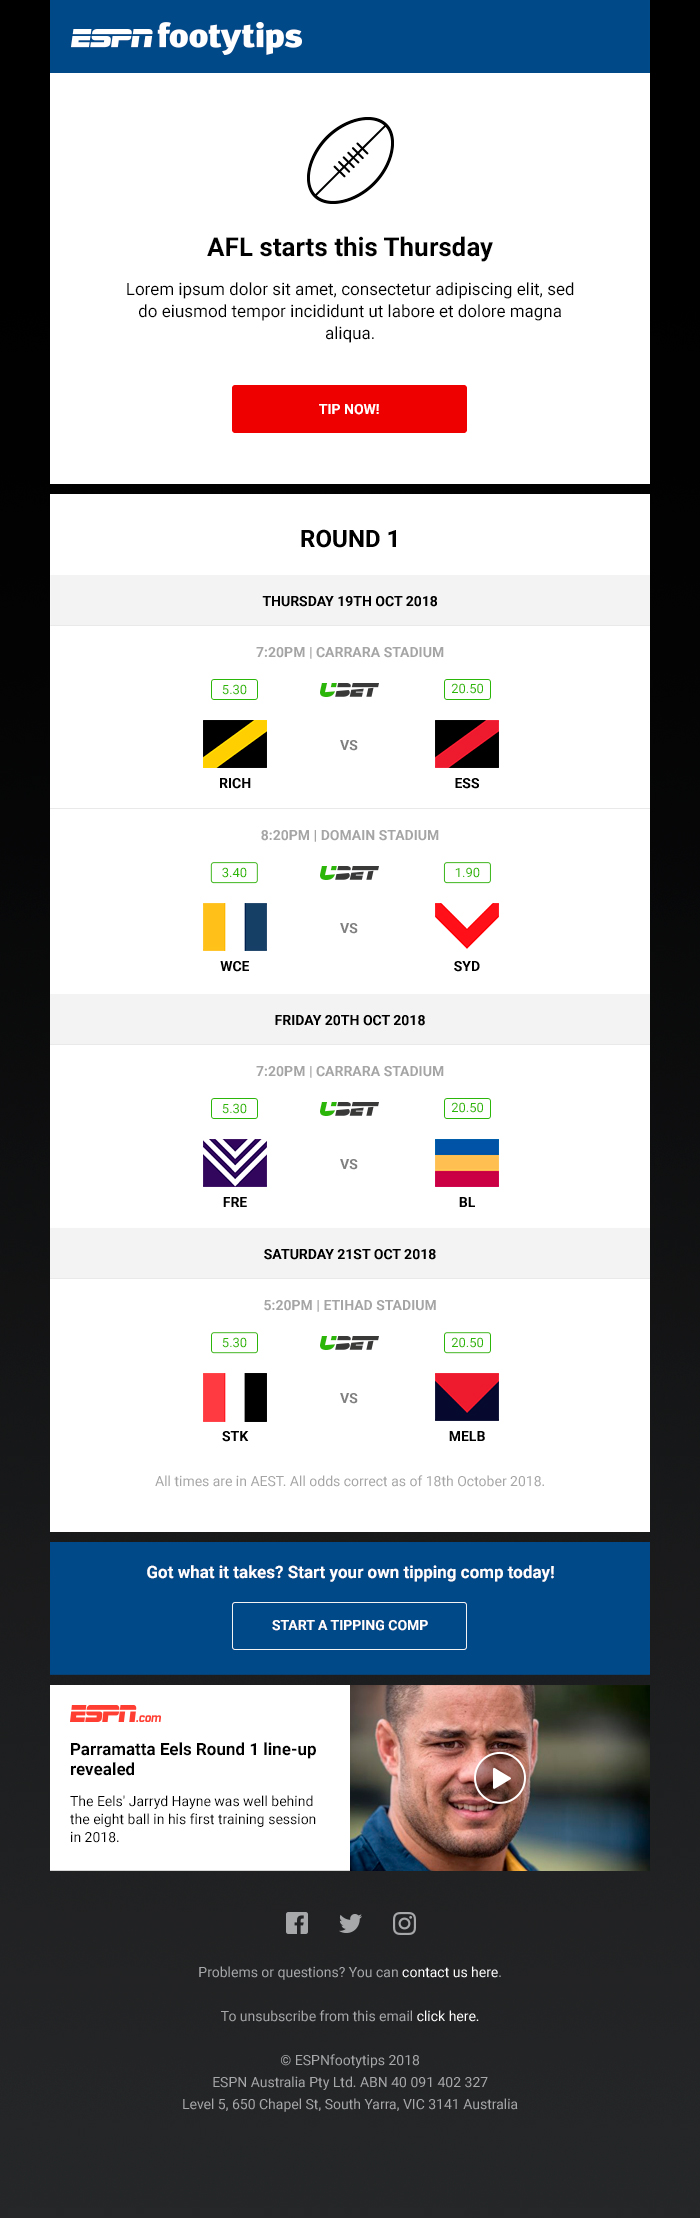 ESPN footytips
AFL starts this Thursday
Lorem ipsum dolor sit amet, consectetur adipiscing elit, sed
do eiusmod tempor incididunt ut labore et dolore magna
aliqua.
TIP NOW!
ROUND 1
THURSDAY 19TH OCT 2018
7:20PM | CARRARA STADIUM
5.30 UBET 20.50
VS
RICH ESS
8:20PM | DOMAIN STADIUM
3.40 UBET 1.90
VS
WCE SYD
FRIDAY 20TH OCT 2018
7:20PM | CARRARA STADIUM
5.30 UBET 20.50
VS
FRE BL
SATURDAY 21ST OCT 2018
5:20PM | ETIHAD STADIUM
5.30 UBET 20.50
VS
STK MELB
All times are in AEST. All odds correct as of 18th October 2018.
Got what it takes? Start your own tipping comp today!
START A TIPPING COMP
ESPN.com
Parramatta Eels Round 1 line-up
revealed
The Eels' Jarryd Hayne was well behind
the eight ball in his first training session
in 2018.
Problems or questions? You can contact us here.
To unsubscribe from this email click here.
© ESPNfootytips 2018
ESPN Australia Pty Ltd. ABN 40 091 402 327
Level 5, 650 Chapel St, South Yarra, VIC 3141 Australia